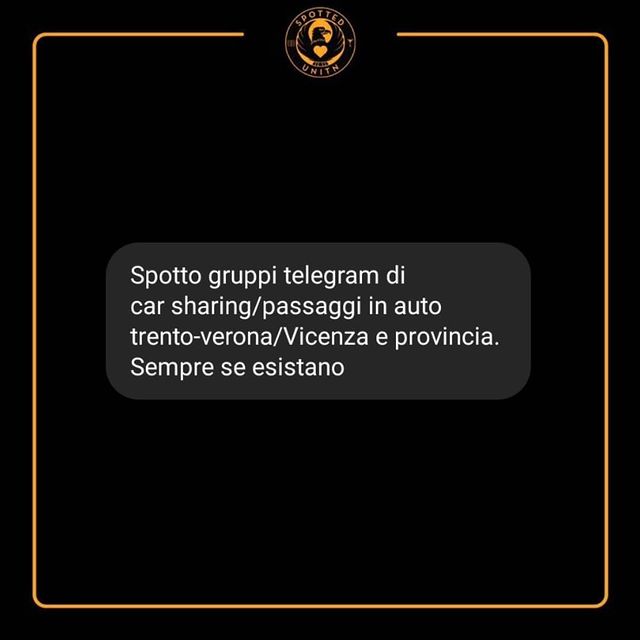 SPOTTED
UNITN
Spotto gruppi telegram di
car sharing/passaggi in auto
trento-verona/Vicenza e provincia.
Sempre se esistano